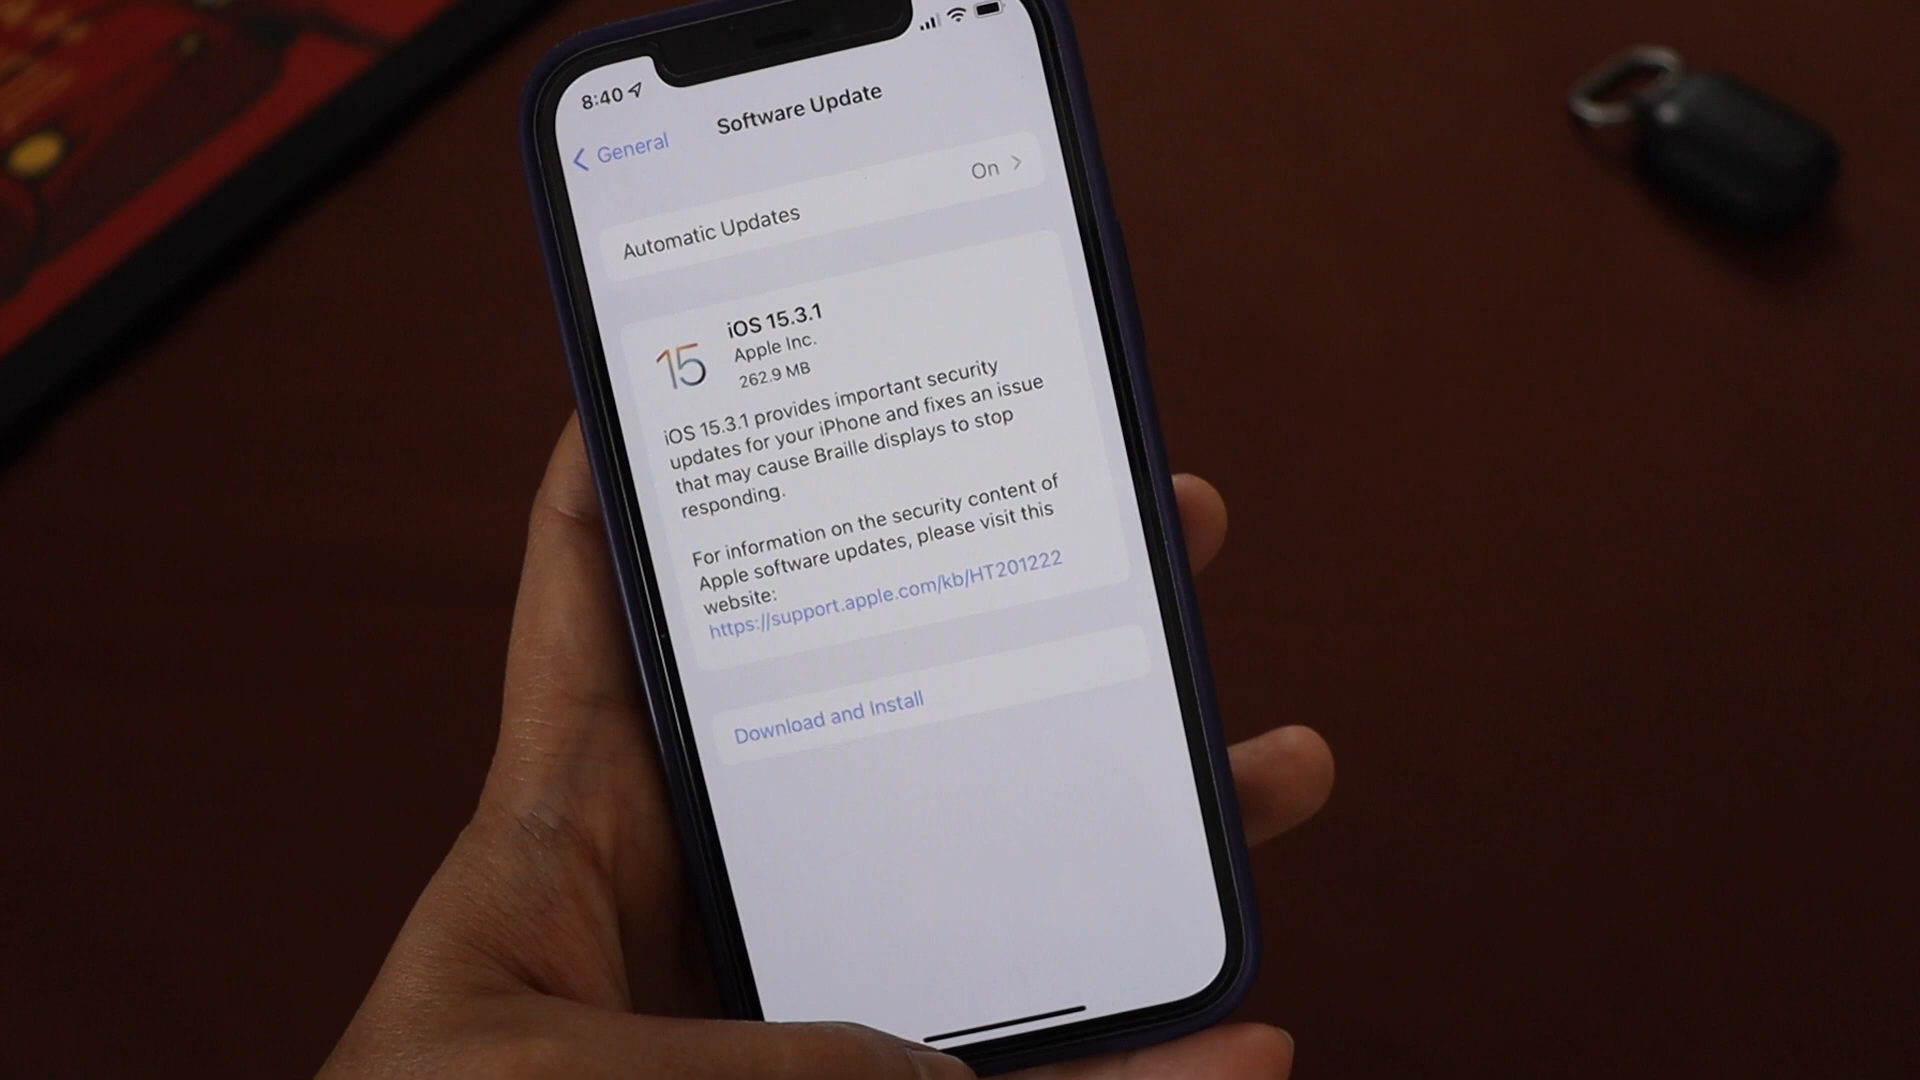 8:40
General
Software Update
Automatic Updates
On
15
iOS 15.3.1
Apple Inc.
262.9 MB
iOS 15.3.1 provides important security
updates for your iPhone and fixes an issue
that may cause Braille displays to stop
responding.
For information on the security content of
Apple software updates, please visit this
website:
https://support.apple.com/kb/HT201222
Download and Install